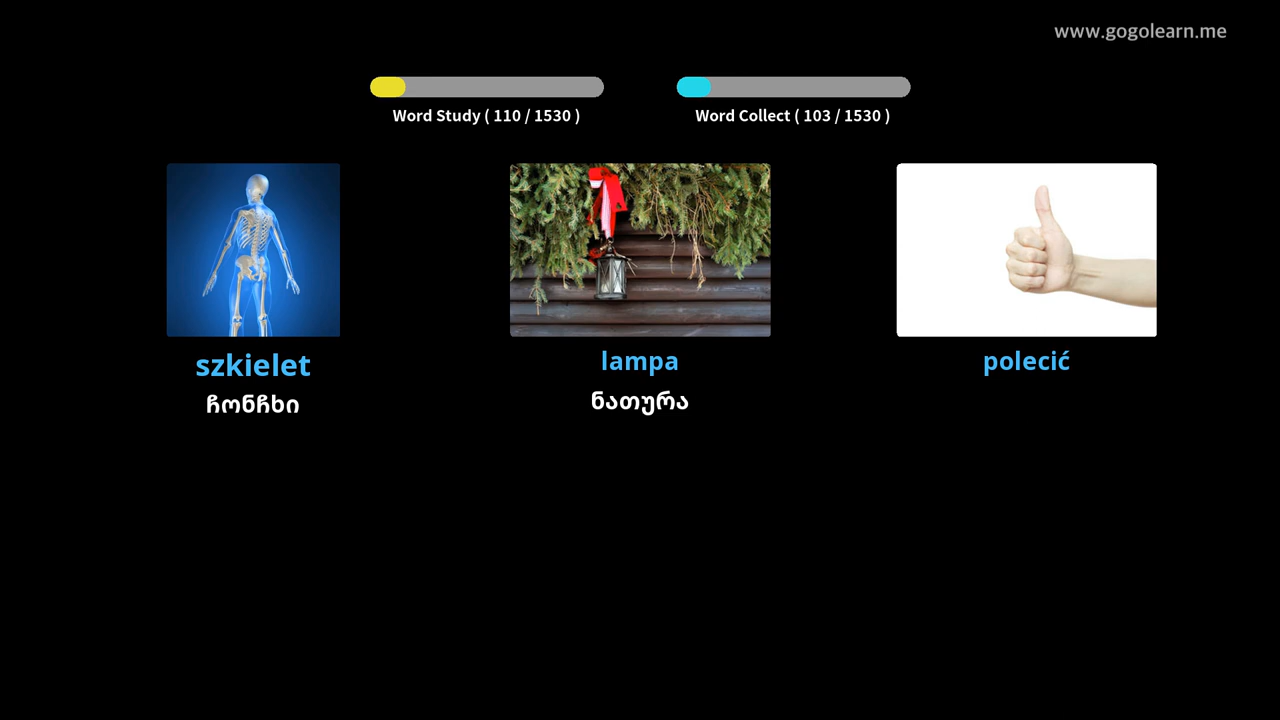 www.gogolearn.me
Word Study ( 110 / 1530 )
Word Collect ( 103 / 1530 )
szkielet
lampa
polecić
ჩონჩხი
ნათურა